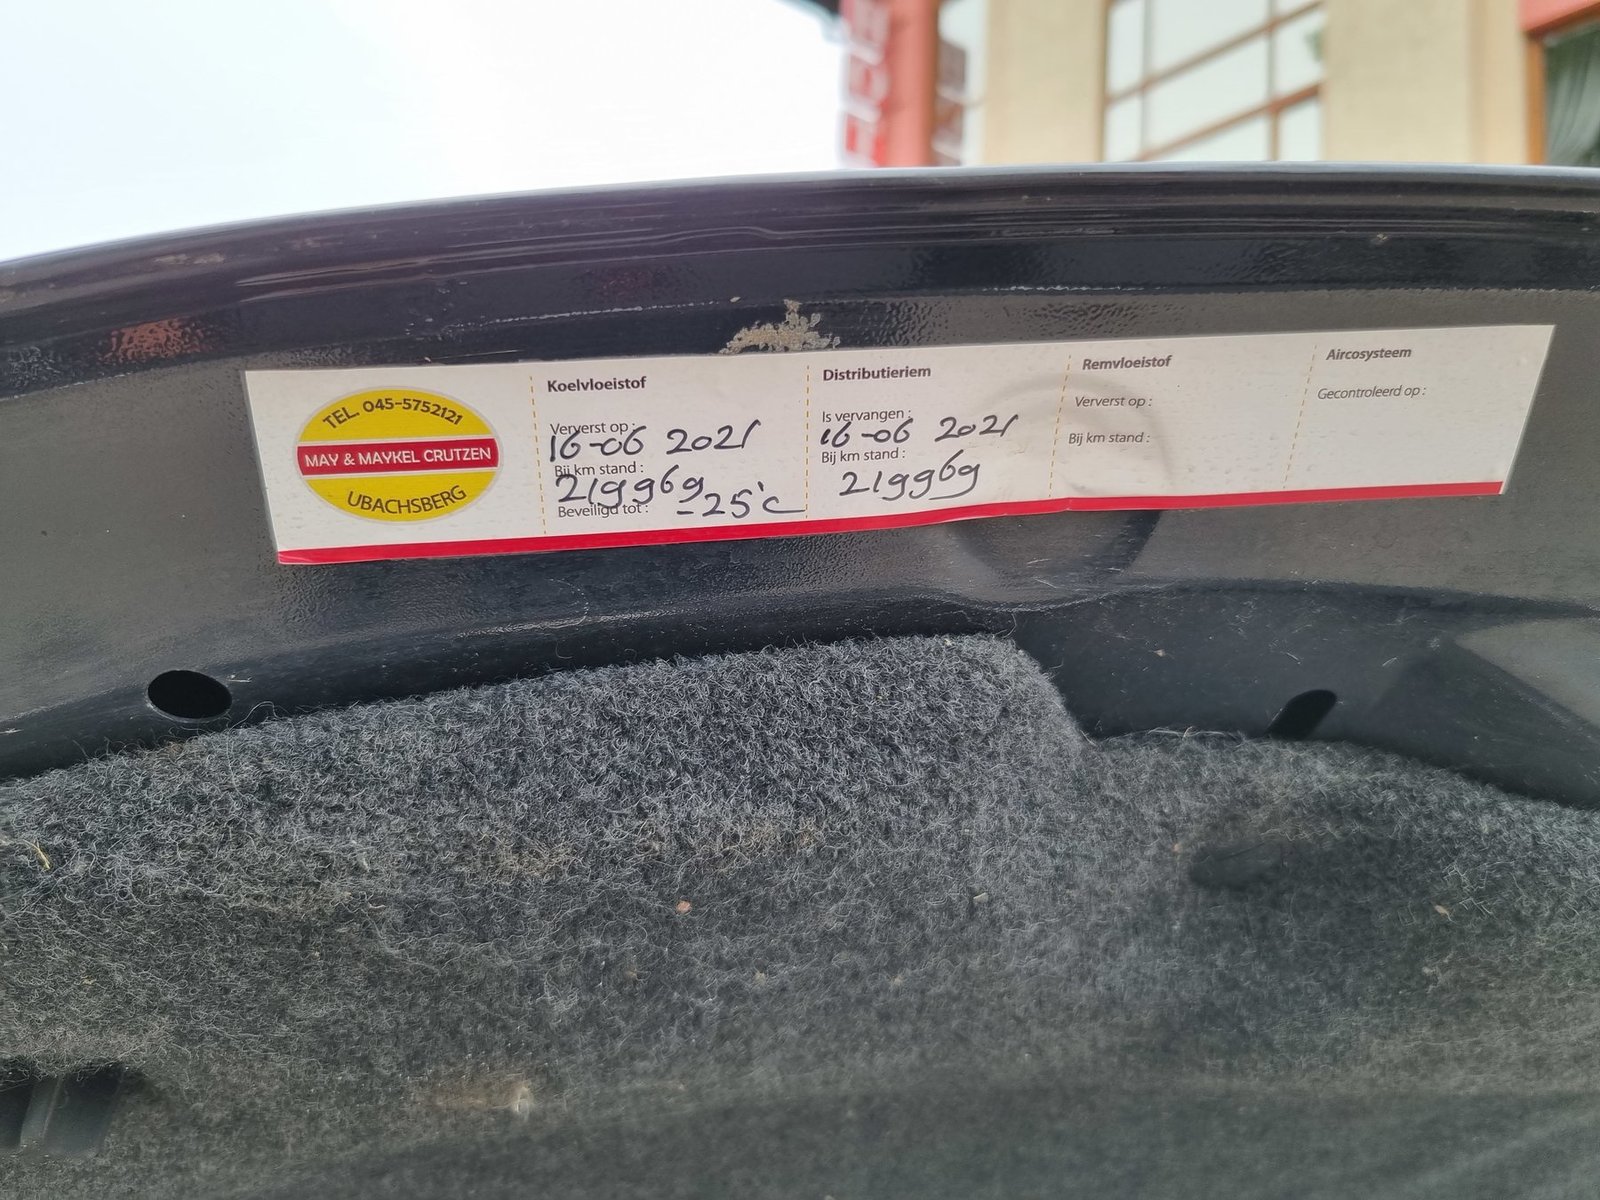 TEL. 045-5752121
MAY & MAYKEL CRUTZEN
UBACHSBERG
Koelvloeistof
Ververst op:
16-06 2021
Bij km stand :
219969
Beveiligd tot :
-25°C
Distributieriem
Is vervangen :
16-06 2021
Bij km stand :
219969
Remvloeistof
Ververst op :
Bij km stand :
Aircosysteem
Gecontroleerd op :